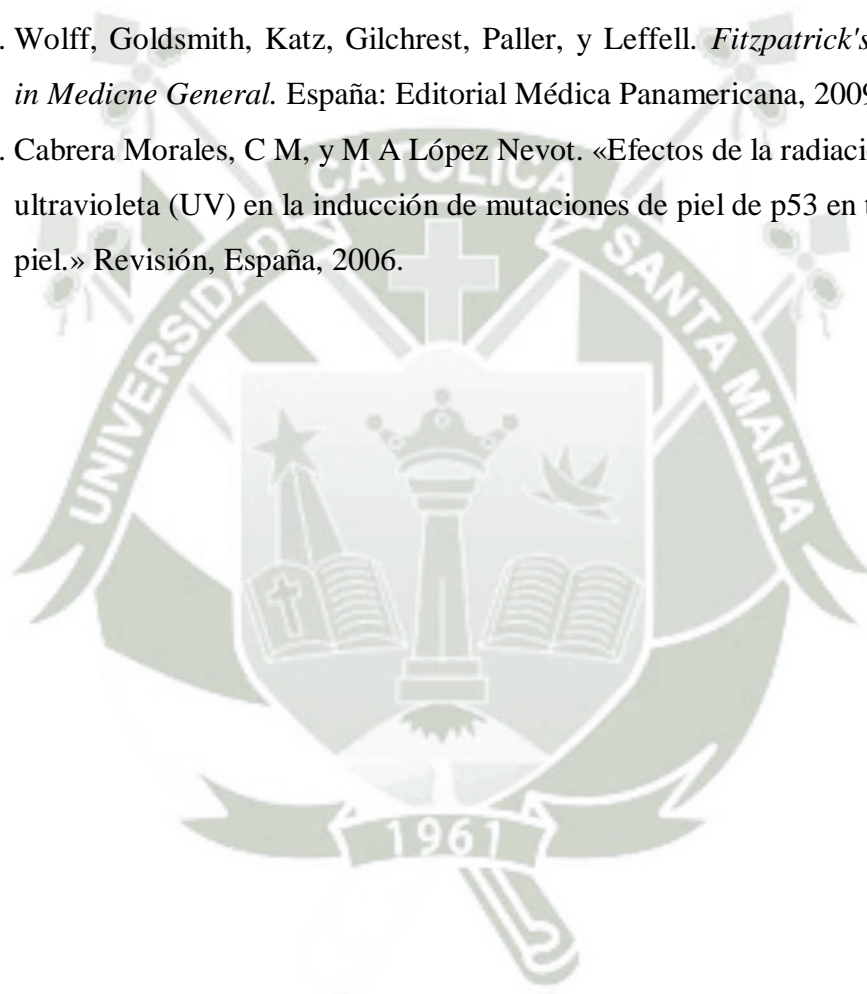 . Wolff, Goldsmith, Katz, Gilchrest, Paller, y Leffell. Fitzpatrick's
in Medicne General. España: Editorial Médica Panamericana, 2009
. Cabrera Morales, C M, y M A López Nevot. «Efectos de la radiaci
ultravioleta (UV) en la inducción de mutaciones de piel de p53 en
piel.» Revisión, España, 2006.
UNIVERSIDAD CATOLICA SANTA MARIA
1961